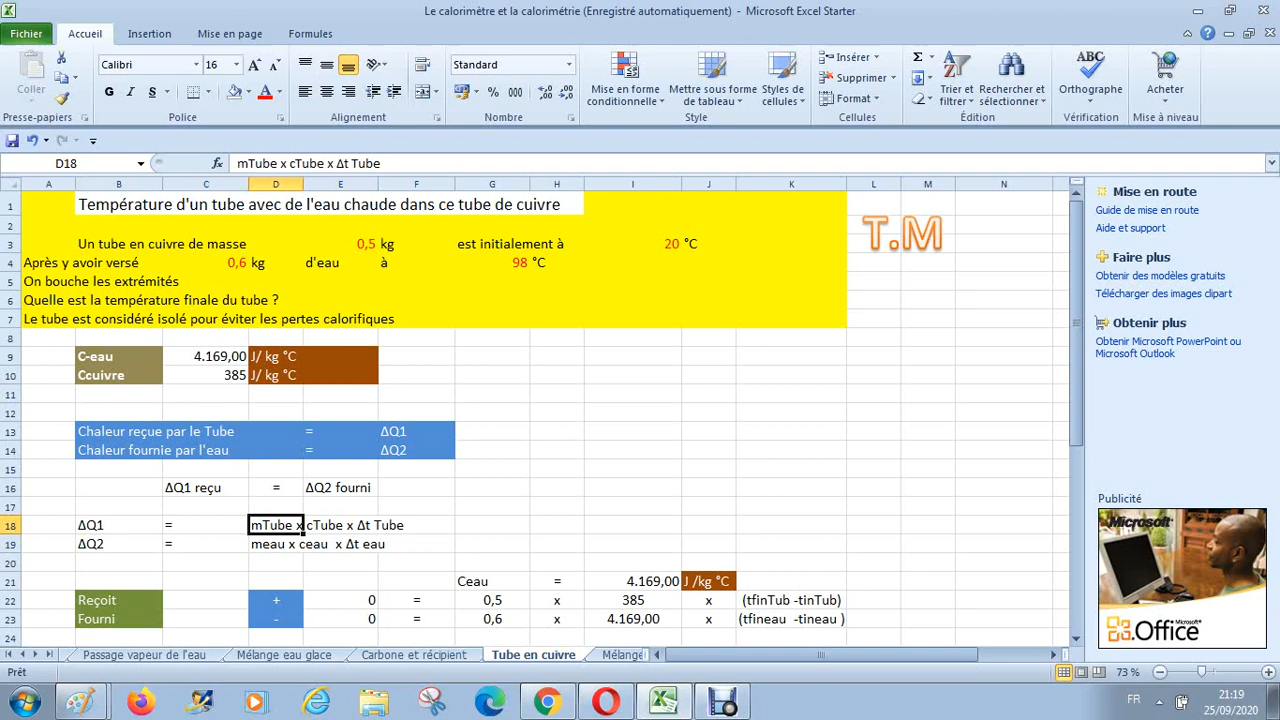 Le calorimètre et la calorimétrie (Enregistré automatiquement) - Microsoft Excel Starter
Fichier Accueil Insertion Mise en page Formules
Calibri 16 Standard
Coller
G I S
% 000
Mise en forme conditionnelle
Mettre sous forme de tableau
Styles de cellules
Insérer
Supprimer
Format
Trier et filtrer
Rechercher et sélectionner
ABC
Orthographe
Acheter
Presse-papiers Police Alignement Nombre Style Cellules Édition Vérification Mise à niveau
D18 fx mTube x cTube x Δt Tube
A B C D E F G H I J K L M N
1 Température d'un tube avec de l'eau chaude dans ce tube de cuivre
2
3 Un tube en cuivre de masse 0,5 kg est initialement à 20 °C
T.M
4 Après y avoir versé 0,6 kg d'eau à 98 °C
5 On bouche les extrémités
6 Quelle est la température finale du tube ?
7 Le tube est considéré isolé pour éviter les pertes calorifiques
8
9 C-eau 4.169,00 J/ kg °C
10 Ccuivre 385 J/ kg °C
11
12
13 Chaleur reçue par le Tube = ΔQ1
14 Chaleur fournie par l'eau = ΔQ2
15
16 ΔQ1 reçu = ΔQ2 fourni
17
18 ΔQ1 = mTube x cTube x Δt Tube
19 ΔQ2 = meau x ceau x Δt eau
20
21 Ceau = 4.169,00 J /kg °C
22 Reçoit + 0 = 0,5 x 385 x (tfinTub -tinTub)
23 Fourni - 0 = 0,6 x 4.169,00 x (tfineau -tineau )
24
Mise en route
Guide de mise en route
Aide et support
Faire plus
Obtenir des modèles gratuits
Télécharger des images clipart
Obtenir plus
Obtenir Microsoft PowerPoint ou
Microsoft Outlook
Publicité
Microsoft
Office
Passage vapeur de l'eau Mélange eau glace Carbone et récipient Tube en cuivre Mélange
Prêt 73 %
FR 21:19
25/09/2020